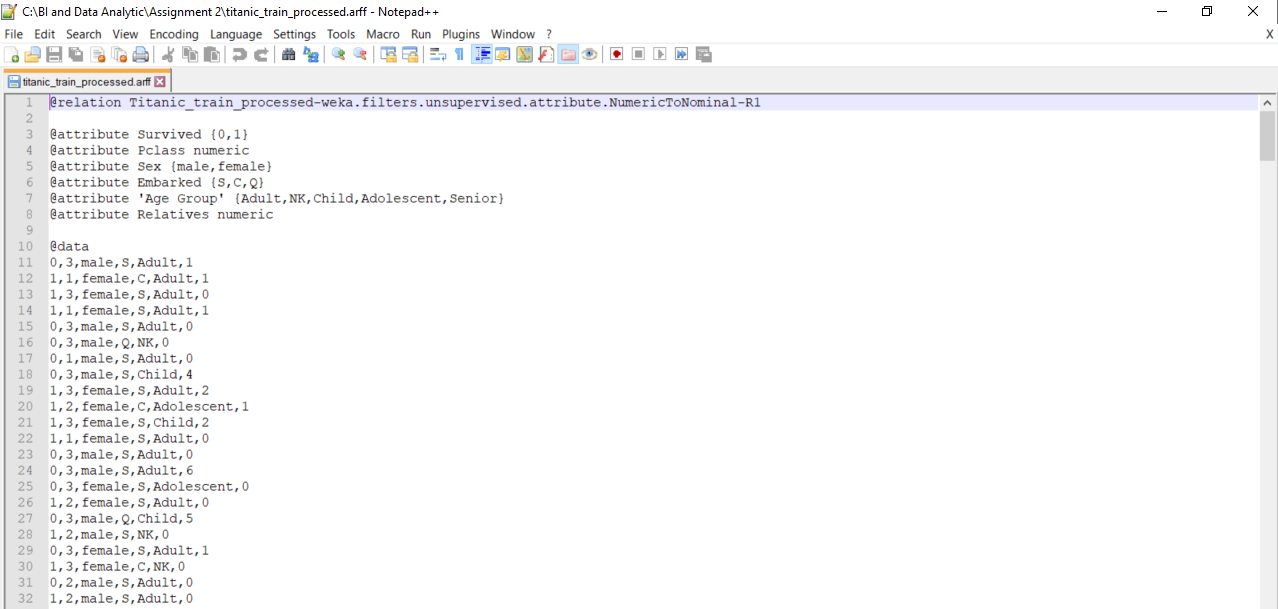 C:\BI and Data Analytic\Assignment 2\titanic_train_processed.arff - Notepad++
File Edit Search View Encoding Language Settings Tools Macro Run Plugins Window ? X
titanic_train_processed.arff
1 @relation Titanic_train_processed-weka.filters.unsupervised.attribute.NumericToNominal-R1
2
3 @attribute Survived {0,1}
4 @attribute Pclass numeric
5 @attribute Sex {male,female}
6 @attribute Embarked {S,C,Q}
7 @attribute 'Age Group' {Adult,NK,Child,Adolescent,Senior}
8 @attribute Relatives numeric
9
10 @data
11 0,3,male,S,Adult,1
12 1,1,female,C,Adult,1
13 1,3,female,S,Adult,0
14 1,1,female,S,Adult,1
15 0,3,male,S,Adult,0
16 0,3,male,Q,NK,0
17 0,1,male,S,Adult,0
18 0,3,male,S,Child,4
19 1,3,female,S,Adult,2
20 1,2,female,C,Adolescent,1
21 1,3,female,S,Child,2
22 1,1,female,S,Adult,0
23 0,3,male,S,Adult,0
24 0,3,male,S,Adult,6
25 0,3,female,S,Adolescent,0
26 1,2,female,S,Adult,0
27 0,3,male,Q,Child,5
28 1,2,male,S,NK,0
29 0,3,female,S,Adult,1
30 1,3,female,C,NK,0
31 0,2,male,S,Adult,0
32 1,2,male,S,Adult,0